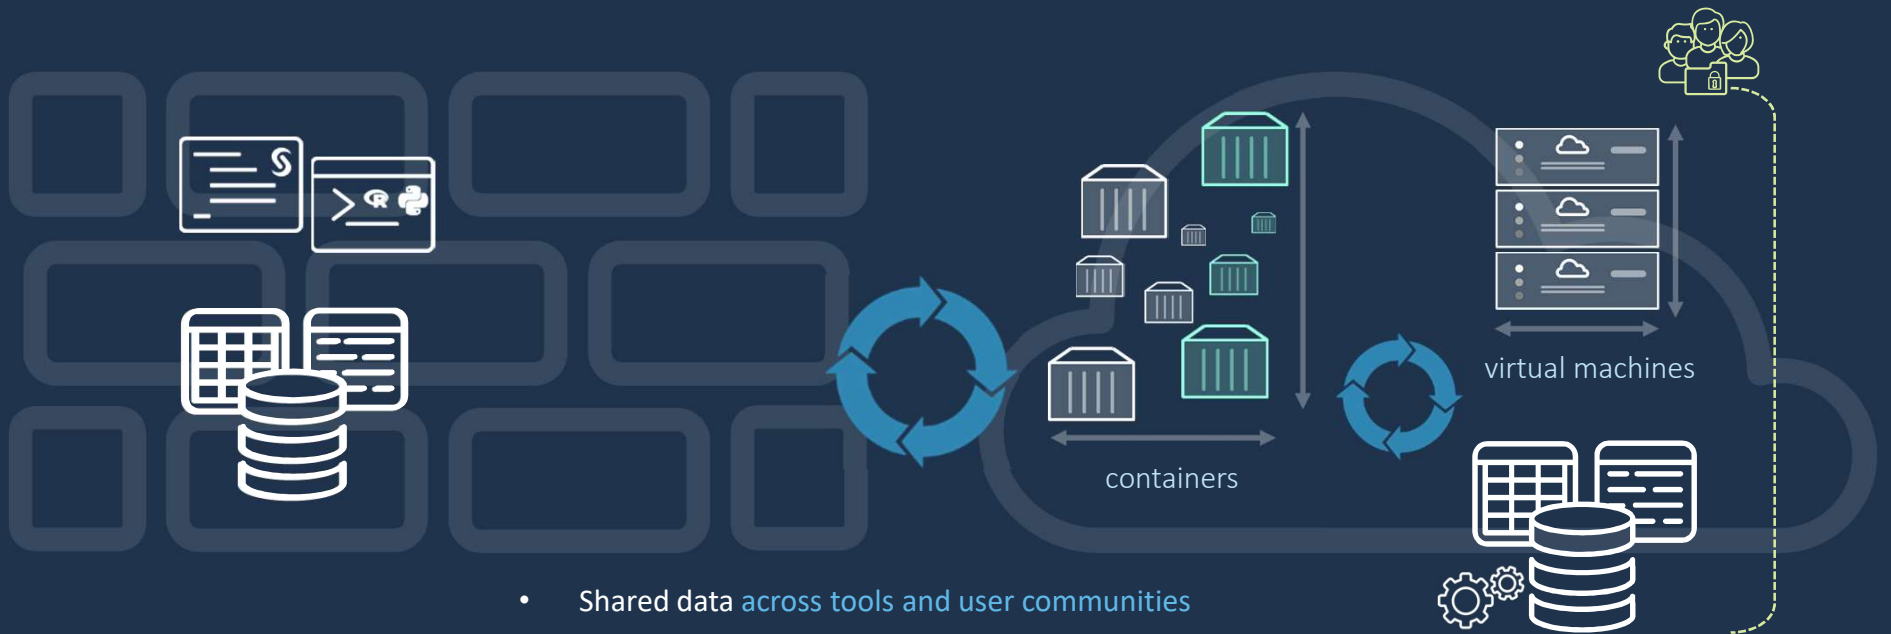 R
virtual machines
containers
• Shared data across tools and user communities